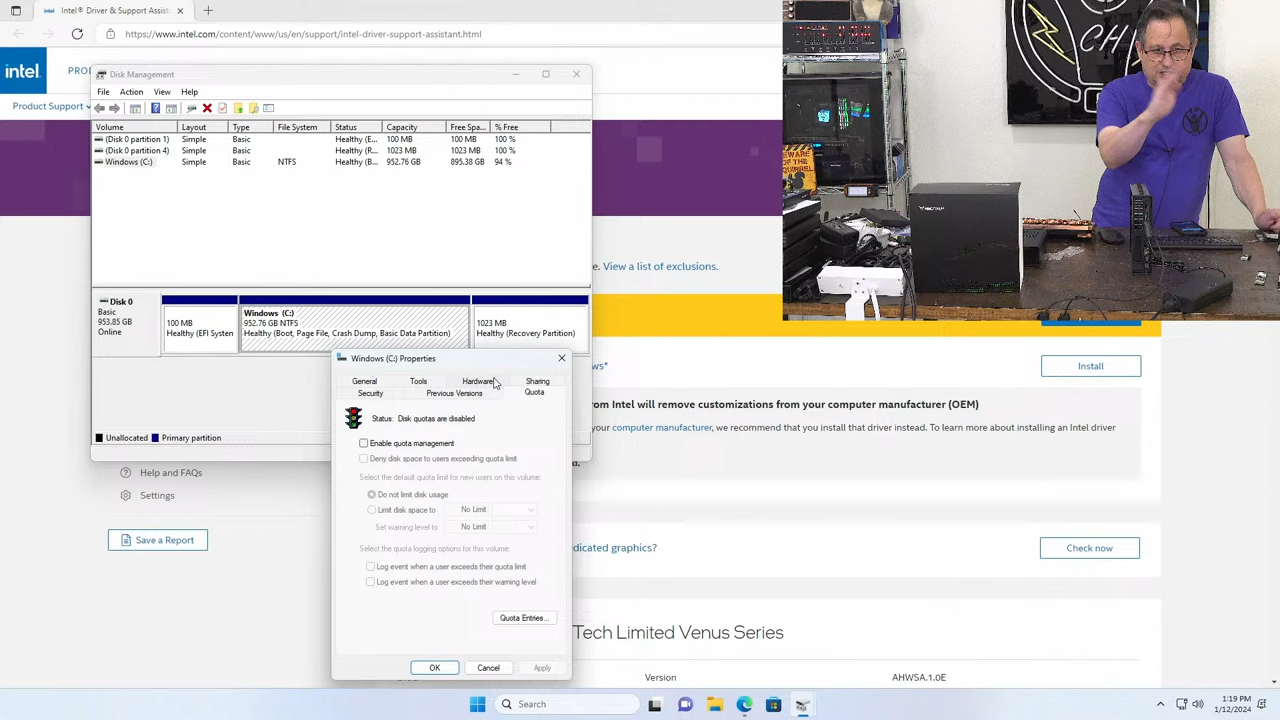 Intel® Driver & Support Assist
https://www.intel.com/content/www/us/en/support/intel-driver-support-assistant.html
intel.
PRO
Product Support
Disk Management
File Action View Help
Volume Layout Type File System Status Capacity Free Spa... % Free
(Disk 0 partition 1) Simple Basic Healthy (E... 100 MB 100 MB 100 %
(Disk 0 partition 4) Simple Basic Healthy (R... 1023 MB 1023 MB 100 %
Windows (C:) Simple Basic NTFS Healthy (B... 952.76 GB 895.38 GB 94 %
BEWARE
OF THE
SQUIRREL
CH
e. View a list of exclusions.
Disk 0
Basic
953.85 GB
Online
100 MB
Healthy (EFI System
Windows (C:)
952.76 GB NTFS
Healthy (Boot, Page File, Crash Dump, Basic Data Partition)
1023 MB
Healthy (Recovery Partition)
Unallocated Primary partition
Windows (C:) Properties
General Tools Hardware Sharing
Security Previous Versions Quota
Status: Disk quotas are disabled
Enable quota management
Deny disk space to users exceeding quota limit
Select the default quota limit for new users on this volume:
Do not limit disk usage
Limit disk space to No Limit
Set warning level to No Limit
Select the quota logging options for this volume:
Log event when a user exceeds their quota limit
Log event when a user exceeds their warning level
Quota Entries...
OK Cancel Apply
ws*
Install
rom Intel will remove customizations from your computer manufacturer (OEM)
ur computer manufacturer, we recommend that you install that driver instead. To learn more about installing an Intel driver
d.
Help and FAQs
Settings
Save a Report
dicated graphics?
Check now
Tech Limited Venus Series
Version AHWSA.1.0E
Search
1:19 PM
1/12/2024